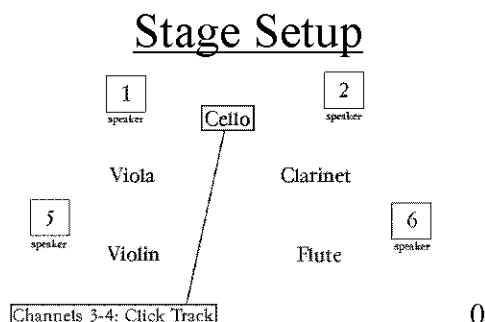 Stage Setup
1
speaker
2
speaker
Cello
Viola
Clarinet
5
speaker
6
speaker
Violin
Flute
Channels 3-4: Click Track
0